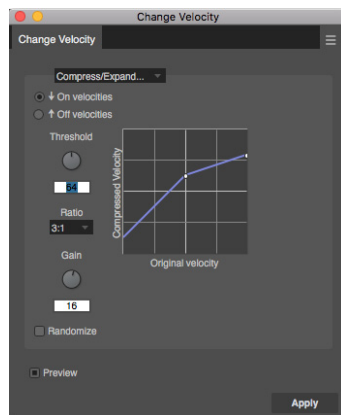 Change Velocity
Change Velocity
Compress/Expand...
On velocities
Off velocities
Threshold
64
Ratio
3:1
Gain
16
Compressed Velocity
Original velocity
Randomize
Preview
Apply